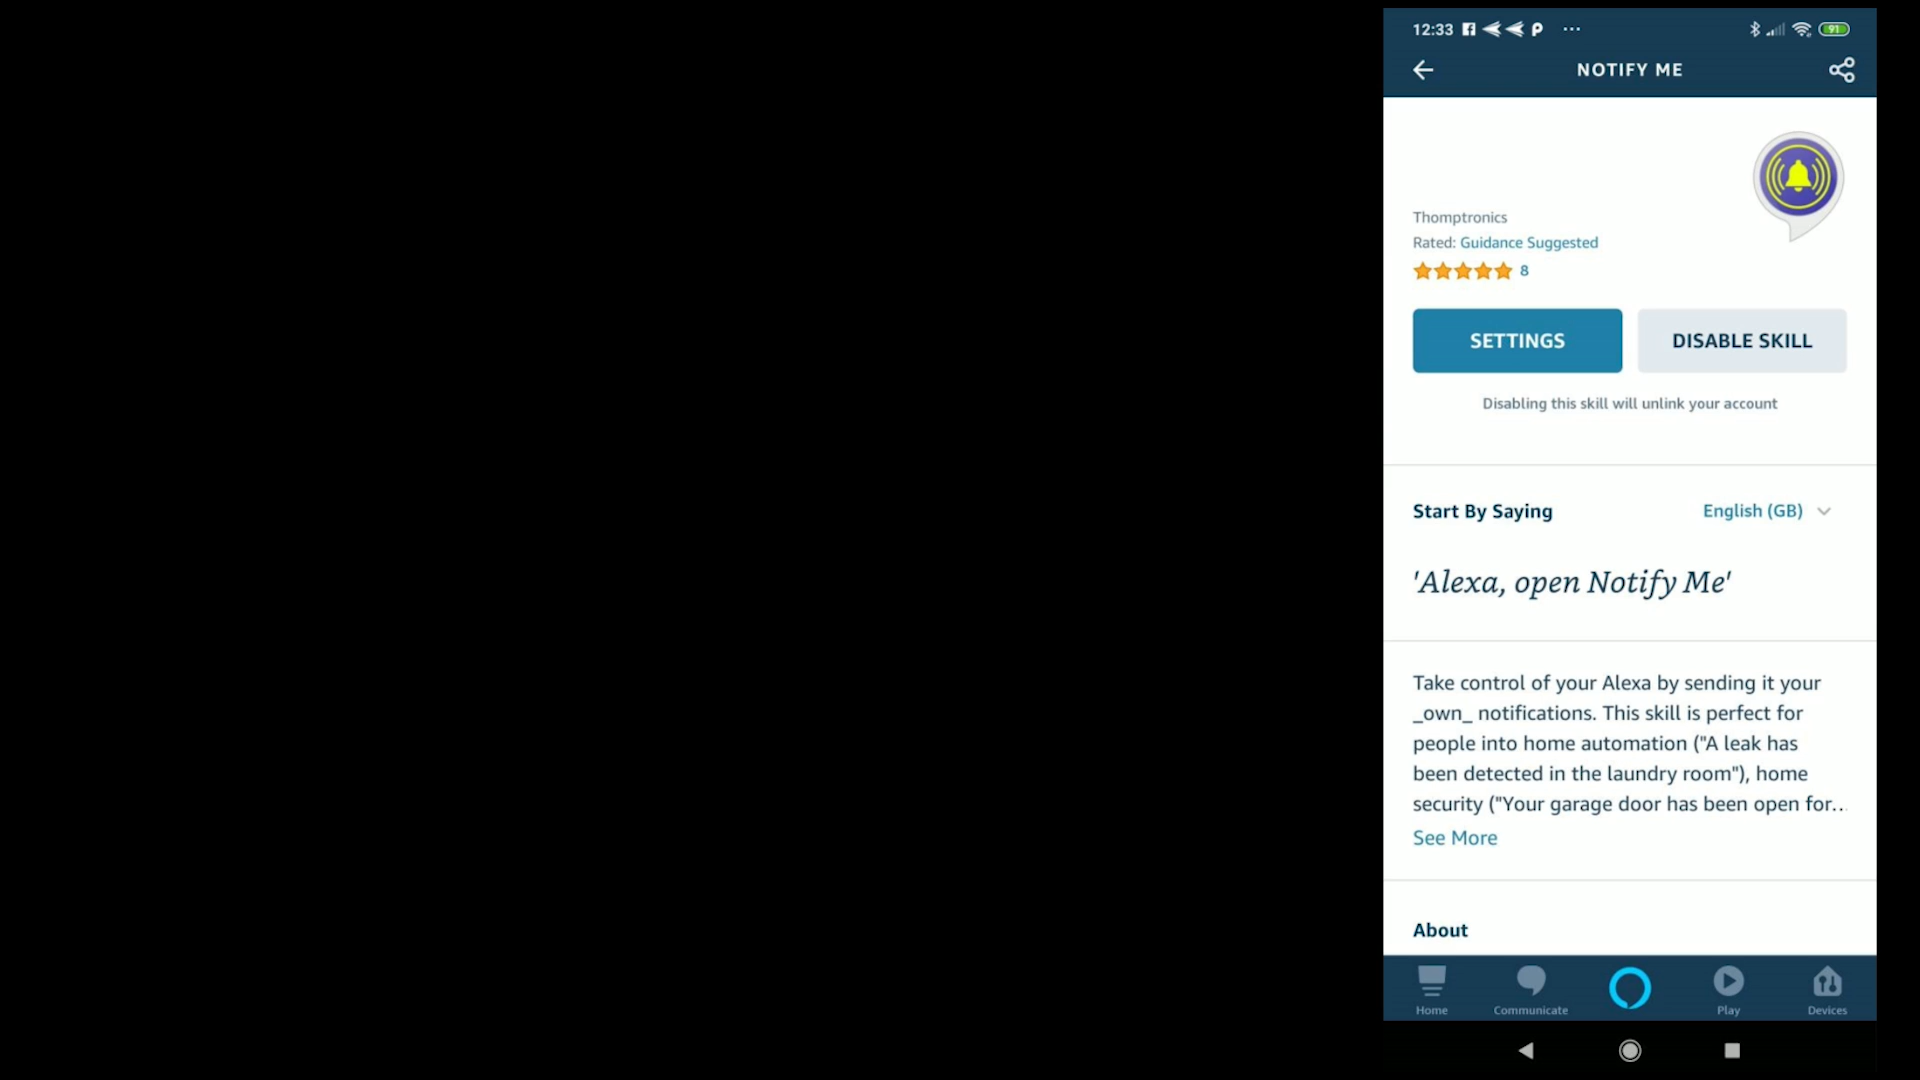 12:33 91
NOTIFY ME
Thomptronics
Rated: Guidance Suggested
8
SETTINGS DISABLE SKILL
Disabling this skill will unlink your account
Start By Saying English (GB)
'Alexa, open Notify Me'
Take control of your Alexa by sending it your
_own_ notifications. This skill is perfect for
people into home automation ("A leak has
been detected in the laundry room"), home
security ("Your garage door has been open for..
See More
About
Home Communicate Play Devices